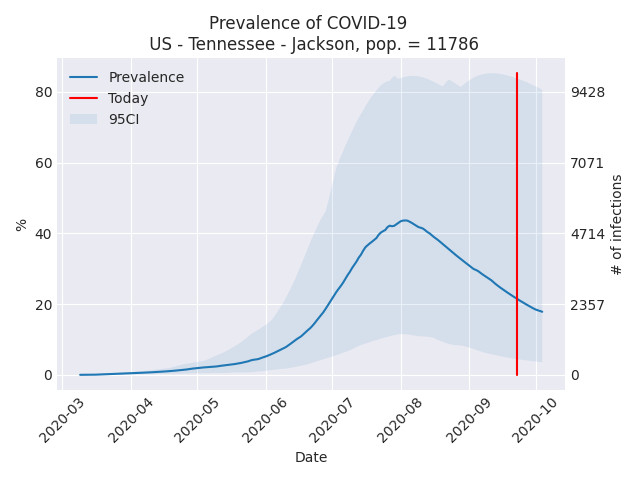 Prevalence of COVID-19
US - Tennessee - Jackson, pop. = 11786
Prevalence
Today
95CI
80
60
40
20
0
%
9428
7071
4714
2357
0
# of infections
2020-03
2020-04
2020-05
2020-06
2020-07
2020-08
2020-09
2020-10
Date